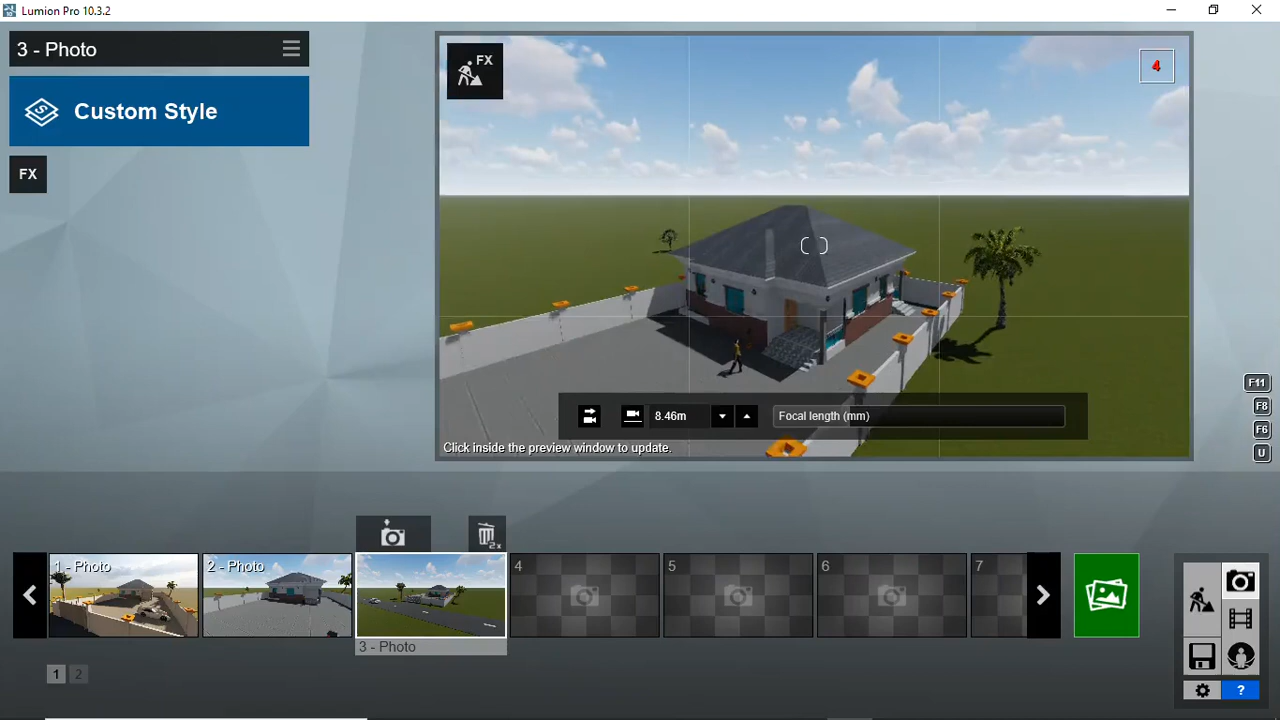 Lumion Pro 10.3.2
3 - Photo
Custom Style
FX
FX
4
8.46m
Focal length (mm)
Click inside the preview window to update.
F11
F8
F6
U
2x
1 - Photo
2 - Photo
4
5
6
7
3 - Photo
1
2
?